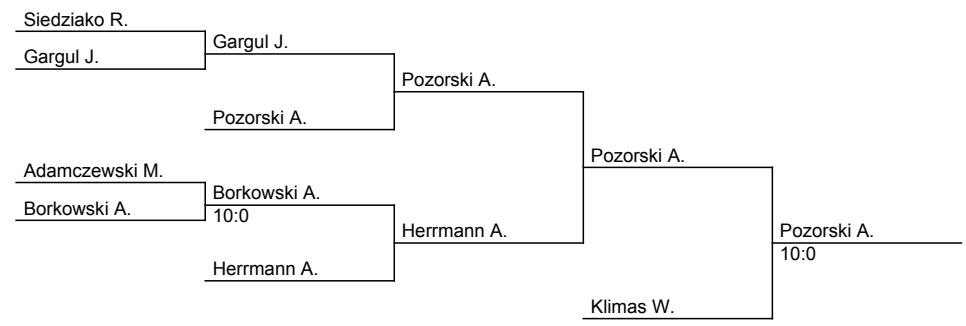 Siedziako R.
Gargul J.
Gargul J.
Pozorski A.
Pozorski A.
Adamczewski M.
Pozorski A.
Borkowski A.
Borkowski A.
10:0
Herrmann A.
Pozorski A.
10:0
Herrmann A.
Klimas W.